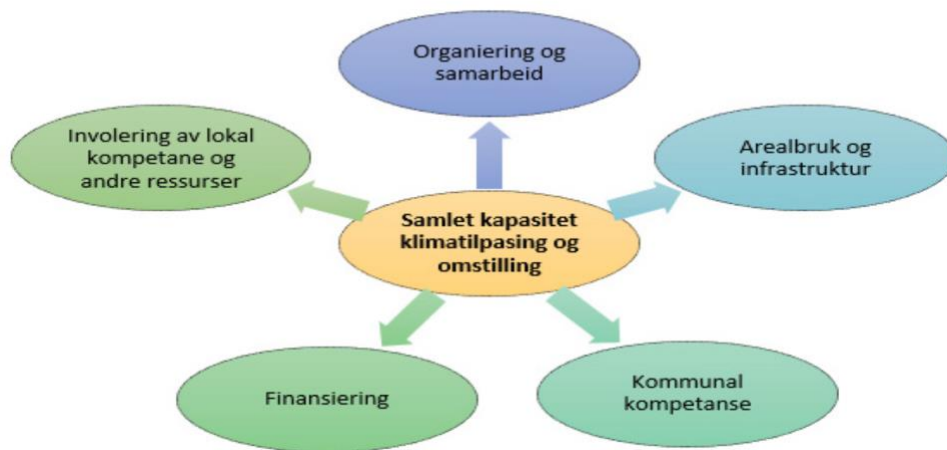 Organiering og
samarbeid
Involering av lokal
kompetane og
andre ressurser
Arealbruk og
infrastruktur
Samlet kapasitet
klimatilpasing og
omstilling
Finansiering
Kommunal
kompetanse